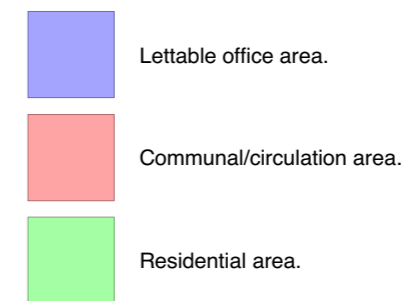 Lettable office area.
Communal/circulation area.
Residential area.